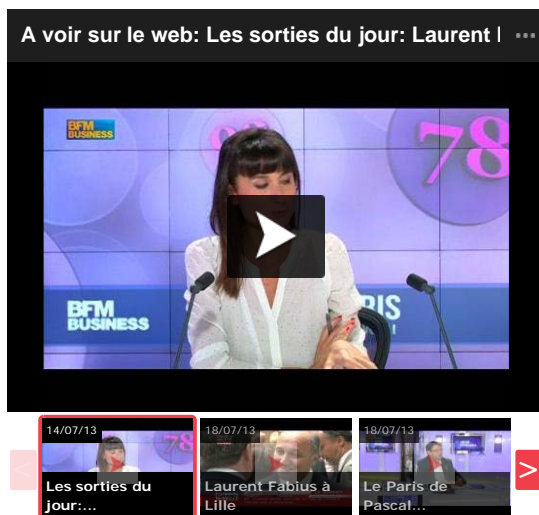 A voir sur le web: Les sorties du jour: Laurent
BFM
BUSINESS
78
BFM
BUSINESS
RIS
14/07/13
18/07/13
18/07/13
Les sorties du
jour:...
Laurent Fabius à
Lille
Le Paris de
Pascal...